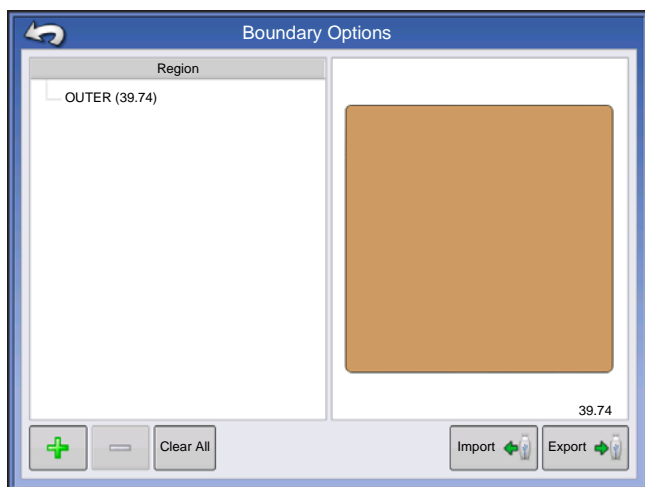 Boundary Options
Region
OUTER (39.74)
39.74
Clear All
Import
Export